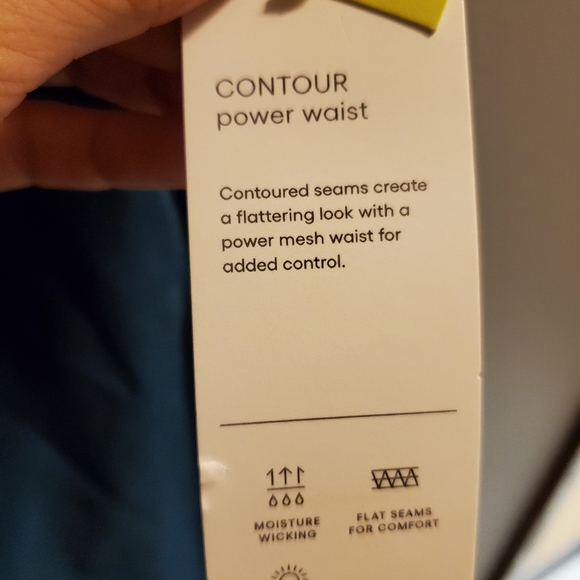 CONTOUR
power waist
Contoured seams create
a flattering look with a
power mesh waist for
added control.
MOISTURE
WICKING
FLAT SEAMS
FOR COMFORT